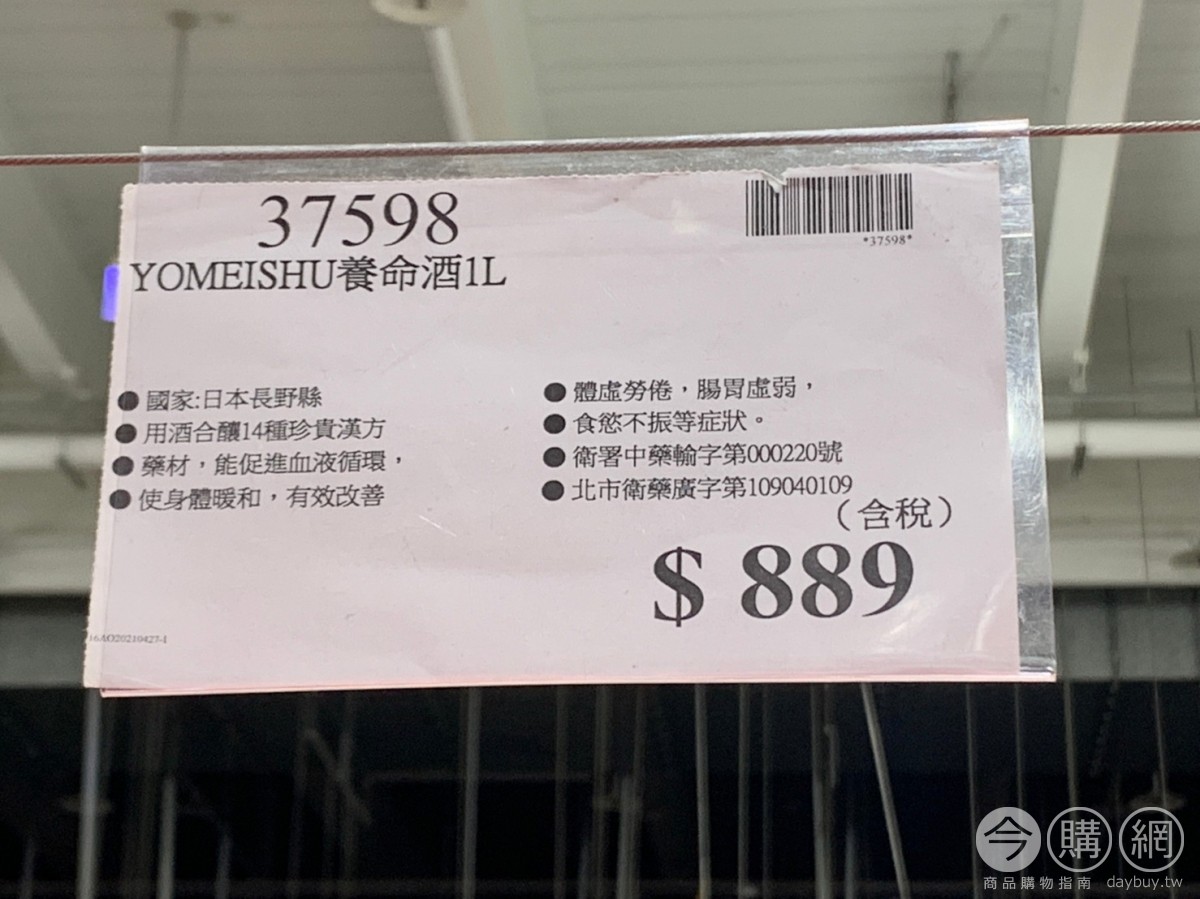 37598
*37598*
YOMEISHU養命酒1L
● 國家:日本長野縣
● 用酒合釀14種珍貴漢方
● 藥材，能促進血液循環，
● 使身體暖和，有效改善
● 體虛勞倦，腸胃虛弱，
● 食慾不振等症狀。
● 衛署中藥輸字第000220號
● 北市衛藥廣字第109040109
（含稅）
$ 889
16AO20210427-1
今購網
商品購物指南 daybuy.tw